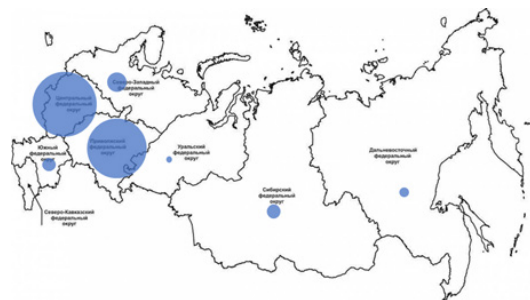 Северо-Западный
федеральный
округ
Центральный
федеральный
округ
Приволжский
федеральный
округ
Южный
федеральный
округ
Уральский
федеральный
округ
Дальневосточный
федеральный
округ
Сибирский
федеральный
округ
Северо-Кавказский
федеральный
округ